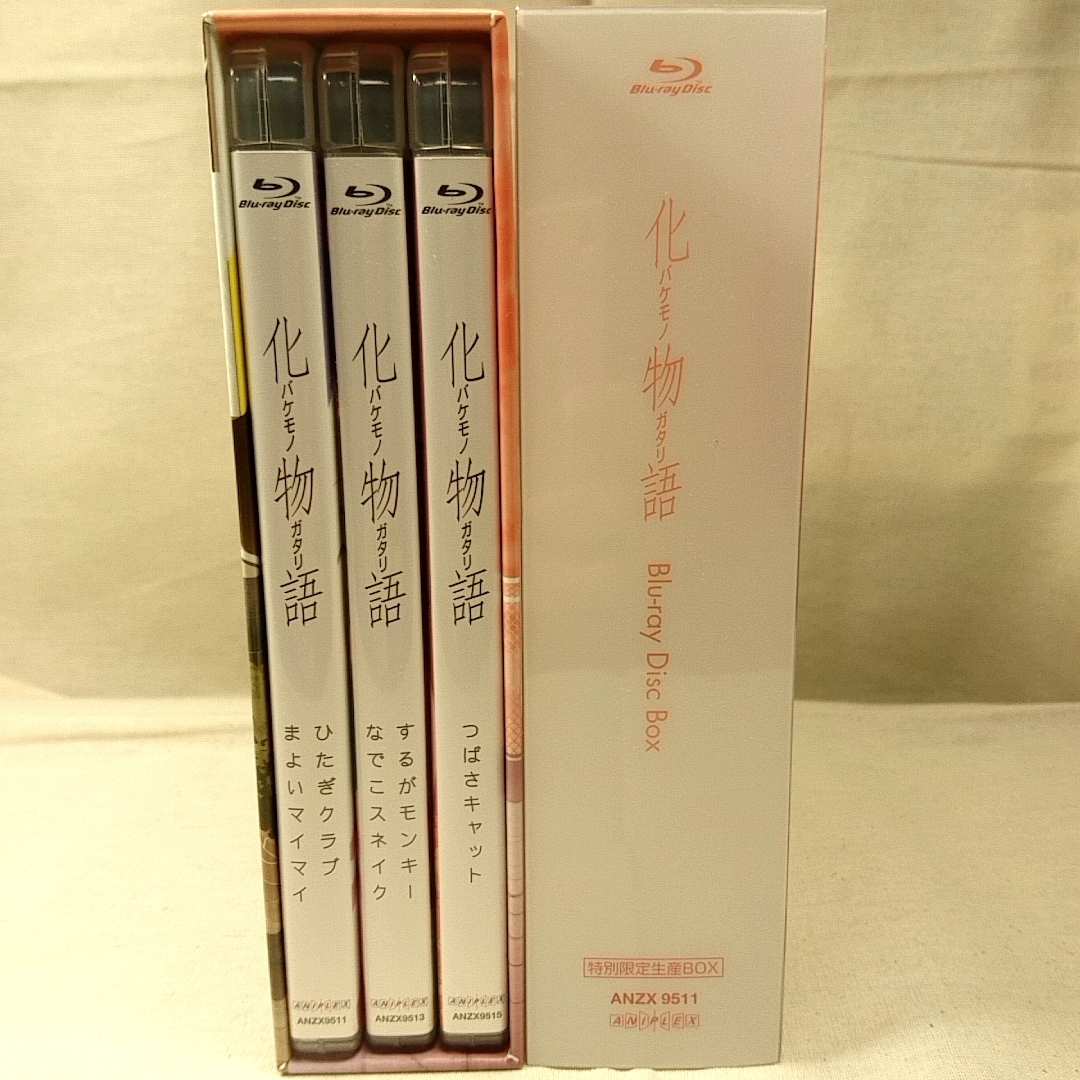 Blu-ray Disc
化
バケモノ
物
ガタリ
語
ひたぎクラブ
まよいマイマイ
ANIPLEX
ANZX9511
Blu-ray Disc
化
バケモノ
物
ガタリ
語
するがモンキー
なでこスネイク
ANIPLEX
ANZX9513
Blu-ray Disc
化
バケモノ
物
ガタリ
語
つばさキャット
ANIPLEX
ANZX9515
Blu-ray Disc
化
バケモノ
物
ガタリ
語
Blu-ray Disc Box
特別限定生産BOX
ANZX 9511
ANIPLEX